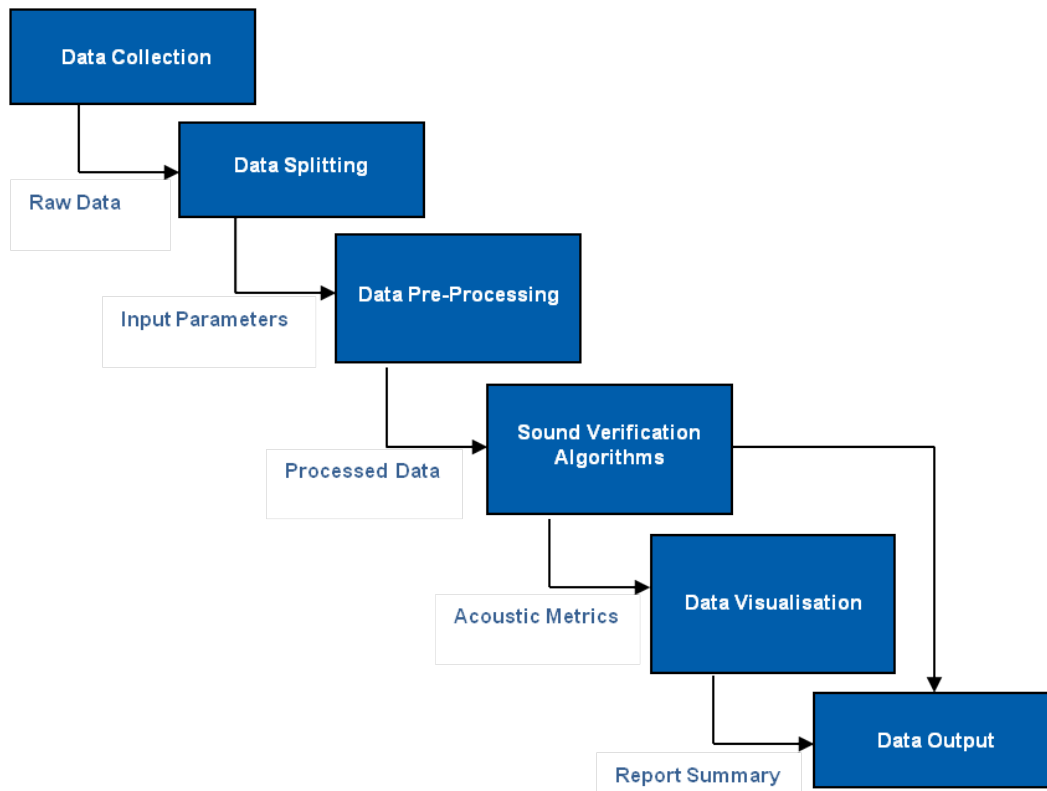 Data Collection
Data Splitting
Raw Data
Data Pre-Processing
Input Parameters
Sound Verification
Algorithms
Processed Data
Data Visualisation
Acoustic Metrics
Data Output
Report Summary